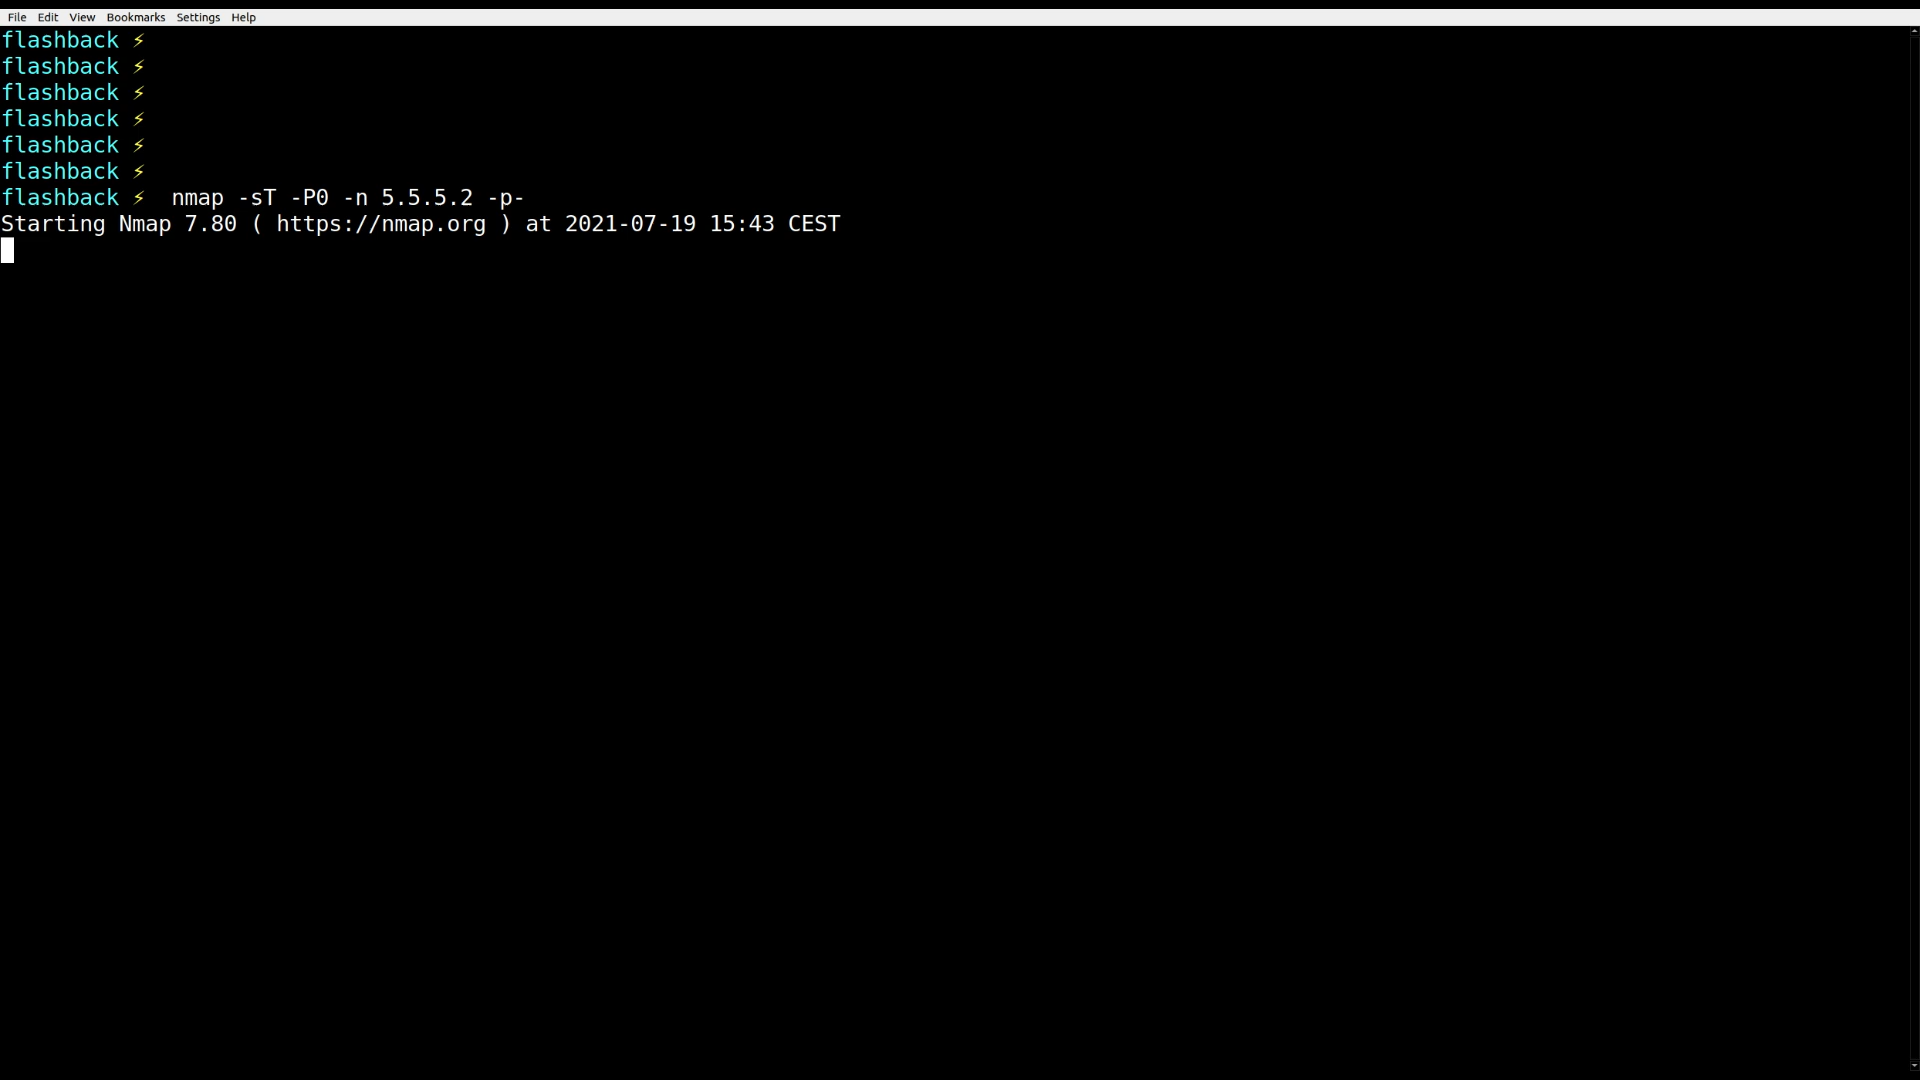 File Edit View Bookmarks Settings Help
flashback ⚡
flashback ⚡
flashback ⚡
flashback ⚡
flashback ⚡
flashback ⚡
flashback ⚡ nmap -sT -P0 -n 5.5.5.2 -p-
Starting Nmap 7.80 ( https://nmap.org ) at 2021-07-19 15:43 CEST